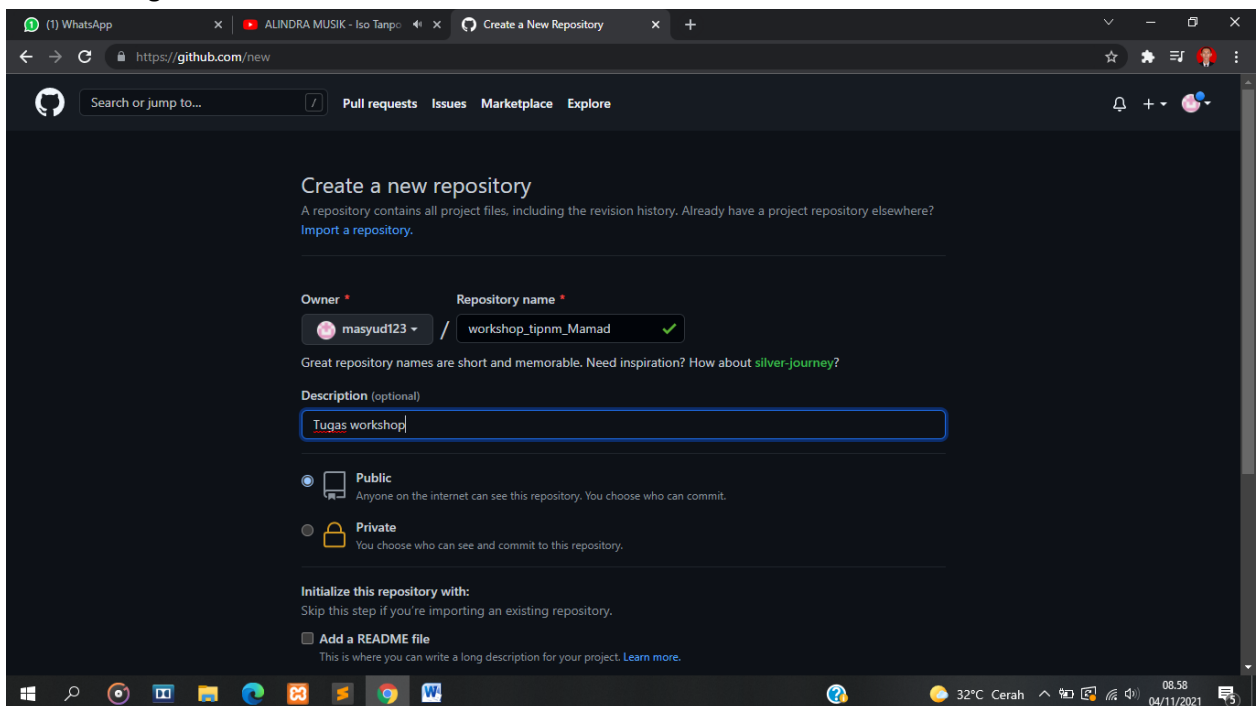 (1) WhatsApp
ALINDRA MUSIK - Iso Tanpo
Create a New Repository
https://github.com/new
Search or jump to...
/
Pull requests Issues Marketplace Explore
Create a new repository
A repository contains all project files, including the revision history. Already have a project repository elsewhere?
Import a repository.
Owner * Repository name *
masyud123 / workshop_tipnm_Mamad
Great repository names are short and memorable. Need inspiration? How about silver-journey?
Description (optional)
Tugas workshop
Public
Anyone on the internet can see this repository. You choose who can commit.
Private
You choose who can see and commit to this repository.
Initialize this repository with:
Skip this step if you're importing an existing repository.
Add a README file
This is where you can write a long description for your project. Learn more.
32°C Cerah
08.58
04/11/2021
5